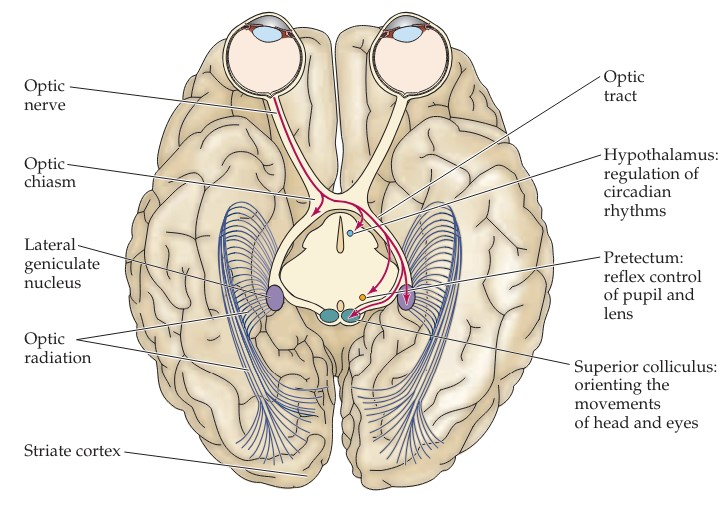 Optic
nerve
Optic
chiasm
Lateral
geniculate
nucleus
Optic
radiation
Striate cortex
Optic
tract
Hypothalamus:
regulation of
circadian
rhythms
Pretectum:
reflex control
of pupil and
lens
Superior colliculus:
orienting the
movements
of head and eyes